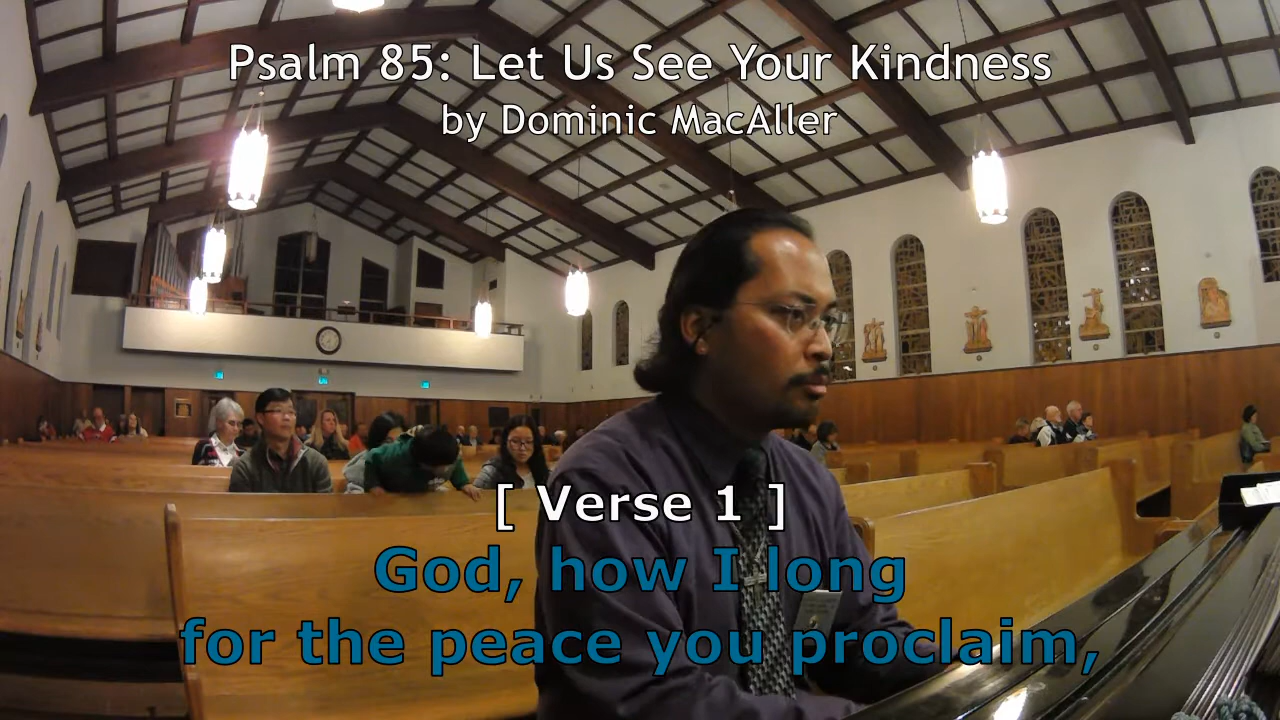 Psalm 85: Let Us See Your Kindness
by Dominic MacAller
[ Verse 1 ]
God, how I long
for the peace you proclaim,